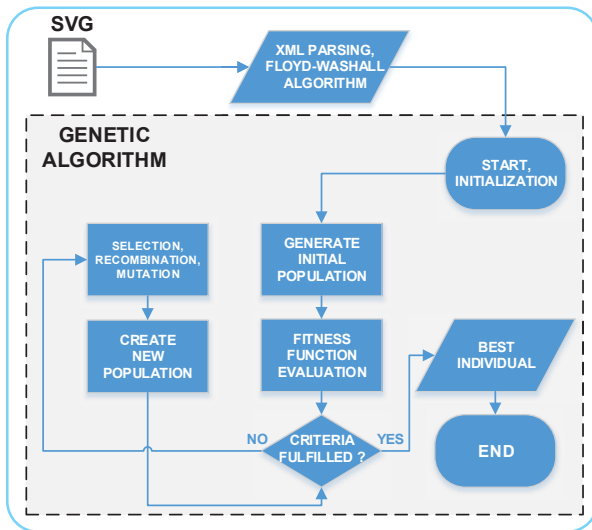 SVG
XML PARSING,
FLOYD-WASHALL
ALGORITHM
GENETIC
ALGORITHM
START,
INITIALIZATION
SELECTION,
RECOMBINATION,
MUTATION
GENERATE
INITIAL
POPULATION
CREATE
NEW
POPULATION
FITNESS
FUNCTION
EVALUATION
BEST
INDIVIDUAL
NO
CRITERIA
FULFILLED ?
YES
END